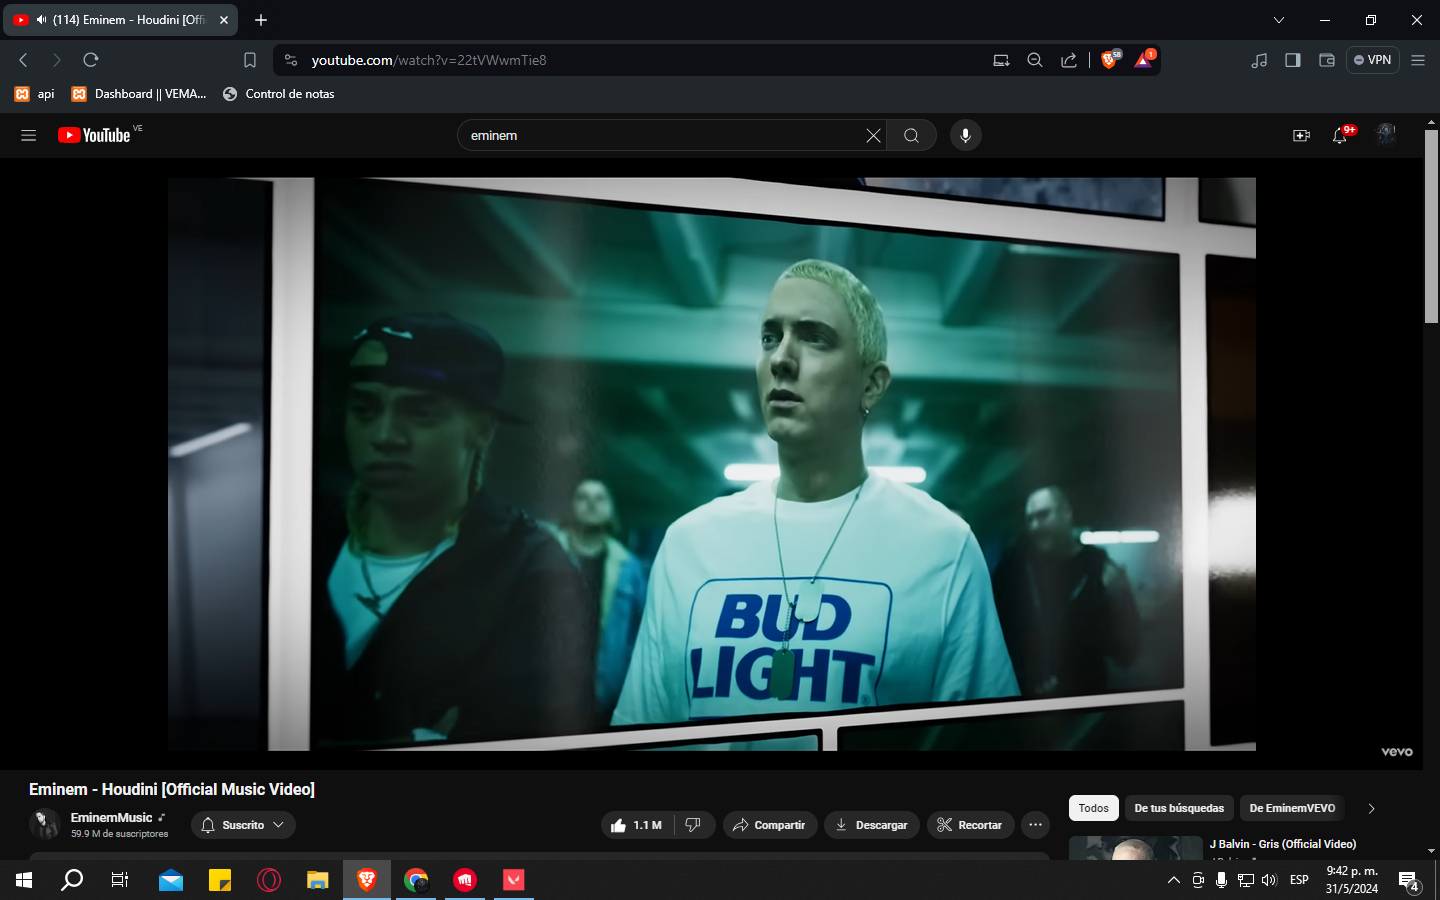 (114) Eminem - Houdini [Offi
youtube.com/watch?v=22tVWwmTie8
58
1
VPN
api
Dashboard || VEMA...
Control de notas
YouTube VE
eminem
9+
BUD
LIGHT
vevo
Eminem - Houdini [Official Music Video]
EminemMusic
59.9 M de suscriptores
Suscrito
1.1 M
Compartir
Descargar
Recortar
Todos
De tus búsquedas
De EminemVEVO
J Balvin - Gris (Official Video)
ESP
9:42 p. m.
31/5/2024
4